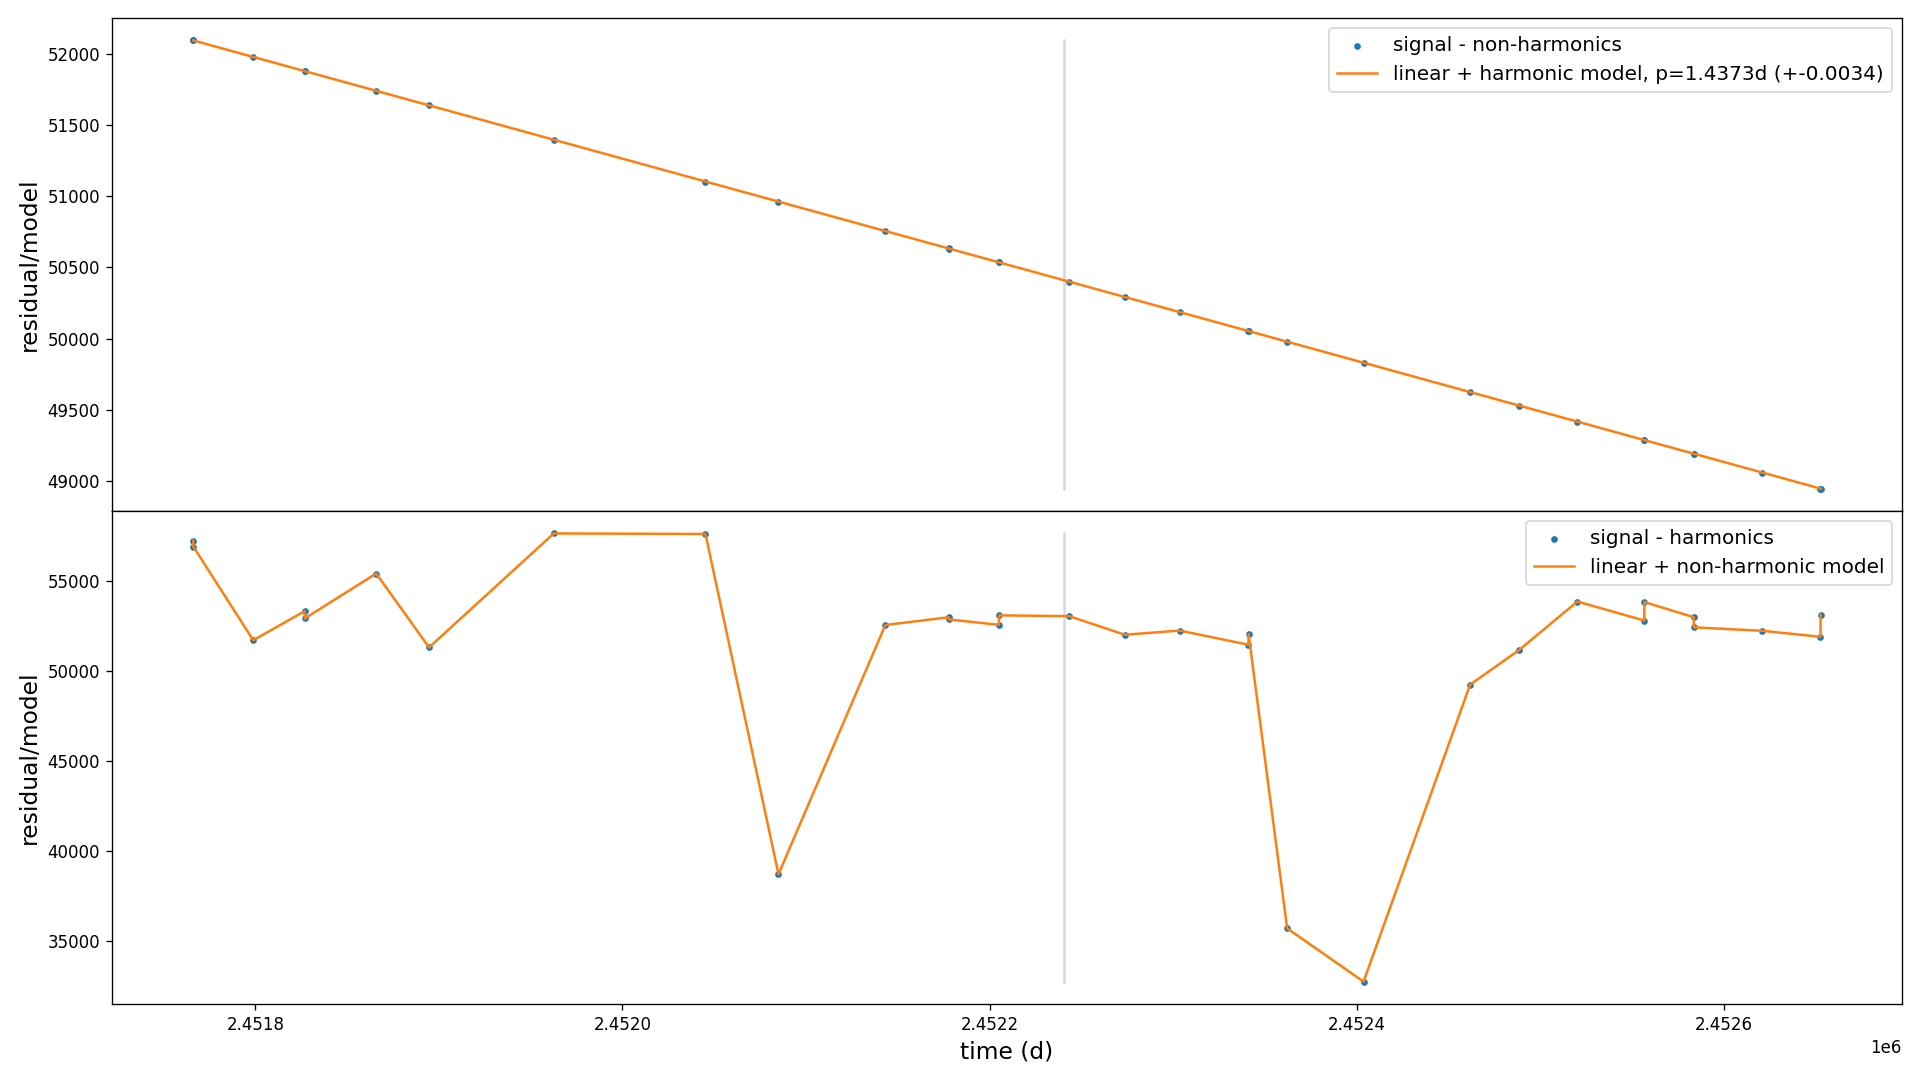 52000
51500
51000
50500
50000
49500
49000
residual/model
signal - non-harmonics
linear + harmonic model, p=1.4373d (+-0.0034)
55000
50000
45000
40000
35000
residual/model
signal - harmonics
linear + non-harmonic model
2.4518 2.4520 2.4522 2.4524 2.4526
1e6
time (d)